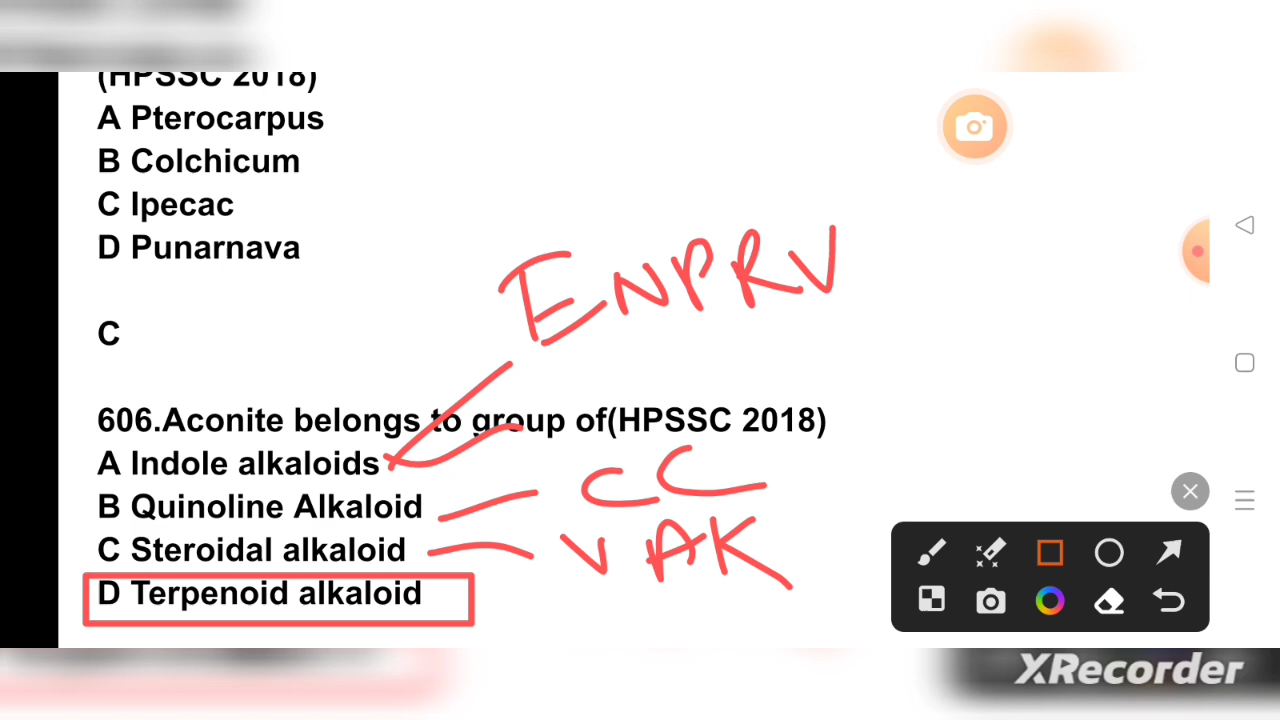 (HPSSC 2018)
A Pterocarpus
B Colchicum
C Ipecac
D Punarnava
ENPRV
C
606.Aconite belongs to group of(HPSSC 2018)
A Indole alkaloids
B Quinoline Alkaloid
CC
C Steroidal alkaloid
VAK
D Terpenoid alkaloid
XRecorder